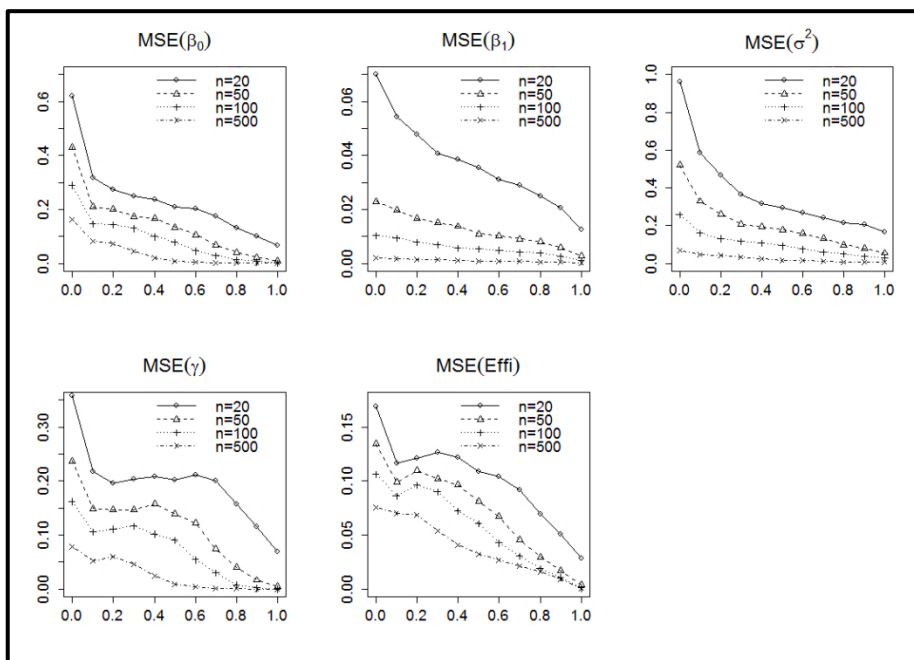 MSE(β₀)
n=20
n=50
n=100
n=500
0.0 0.2 0.4 0.6
0.0 0.2 0.4 0.6 0.8 1.0
MSE(β₁)
n=20
n=50
n=100
n=500
0.00 0.02 0.04 0.06
0.0 0.2 0.4 0.6 0.8 1.0
MSE(σ²)
n=20
n=50
n=100
n=500
0.0 0.2 0.4 0.6 0.8 1.0
0.0 0.2 0.4 0.6 0.8 1.0
MSE(γ)
n=20
n=50
n=100
n=500
0.00 0.10 0.20 0.30
0.0 0.2 0.4 0.6 0.8 1.0
MSE(Effi)
n=20
n=50
n=100
n=500
0.00 0.05 0.10 0.15
0.0 0.2 0.4 0.6 0.8 1.0